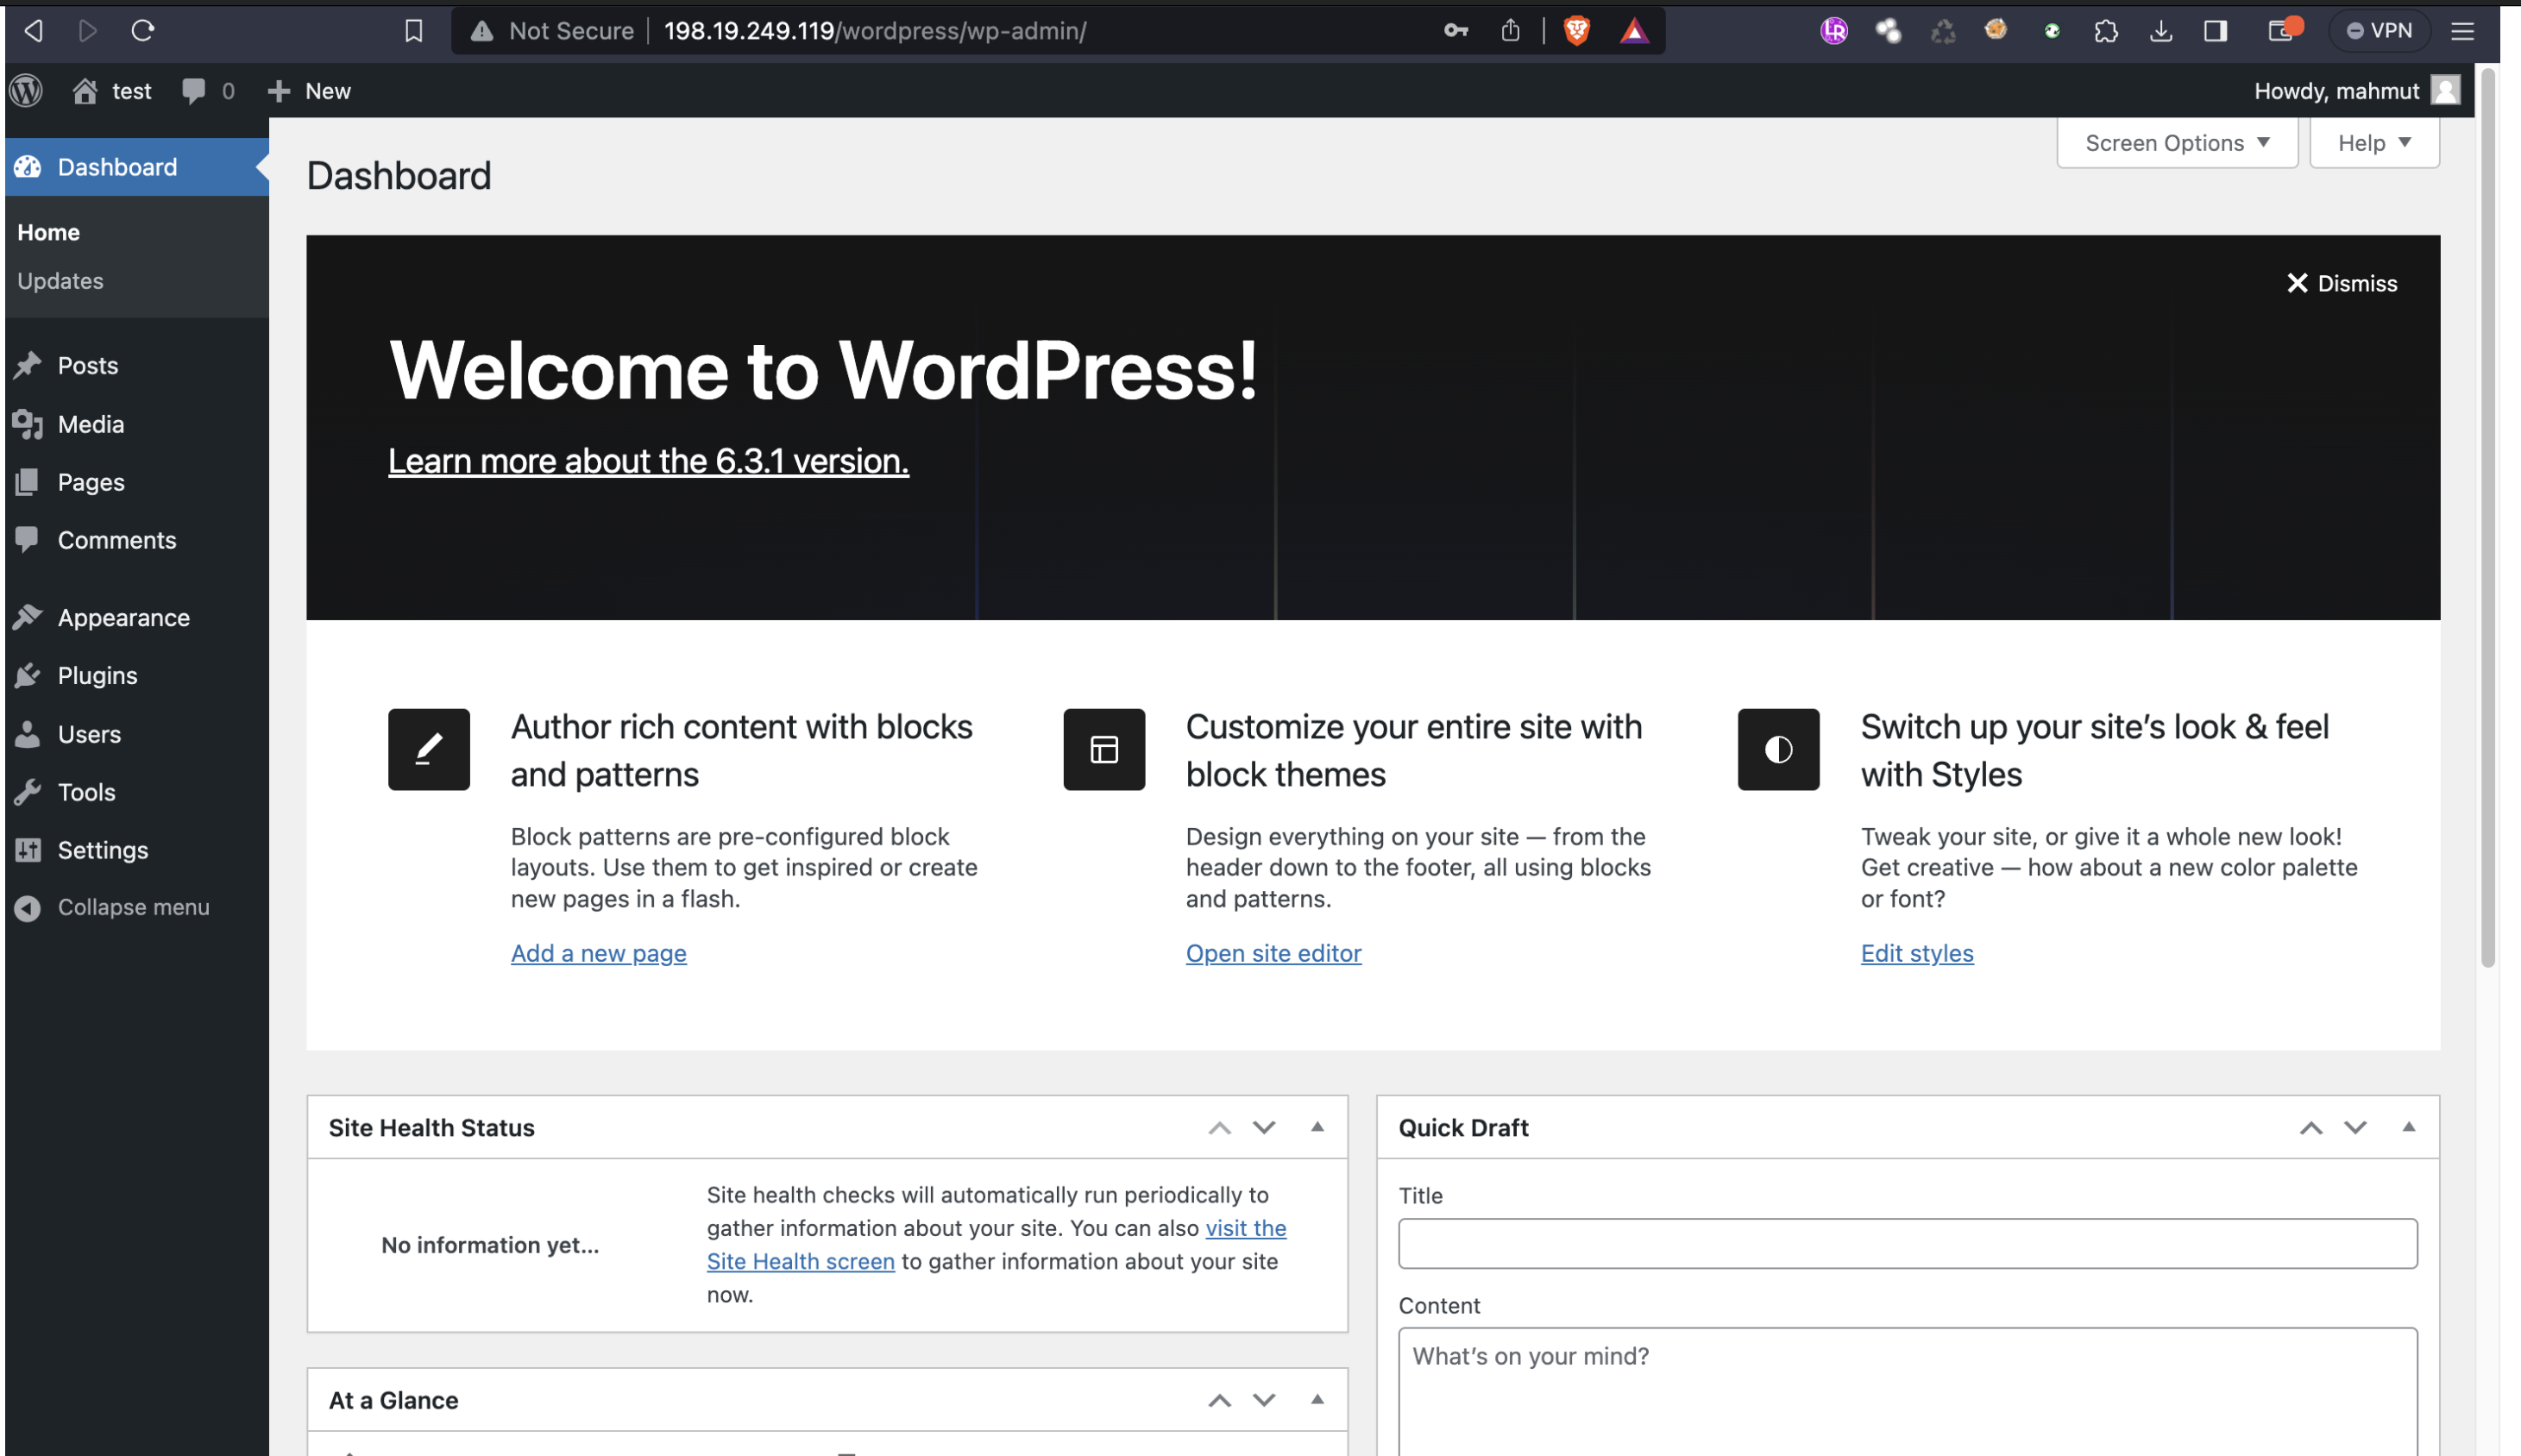 Not Secure | 198.19.249.119/wordpress/wp-admin/
VPN
test 0 New
Howdy, mahmut
Dashboard
Home
Updates
Posts
Media
Pages
Comments
Appearance
Plugins
Users
Tools
Settings
Collapse menu
Screen Options
Help
Dashboard
Dismiss
Welcome to WordPress!
Learn more about the 6.3.1 version.
Author rich content with blocks
and patterns
Block patterns are pre-configured block
layouts. Use them to get inspired or create
new pages in a flash.
Add a new page
Customize your entire site with
block themes
Design everything on your site — from the
header down to the footer, all using blocks
and patterns.
Open site editor
Switch up your site’s look & feel
with Styles
Tweak your site, or give it a whole new look!
Get creative — how about a new color palette
or font?
Edit styles
Site Health Status
No information yet…
Site health checks will automatically run periodically to
gather information about your site. You can also visit the
Site Health screen to gather information about your site
now.
At a Glance
Quick Draft
Title
Content
What’s on your mind?